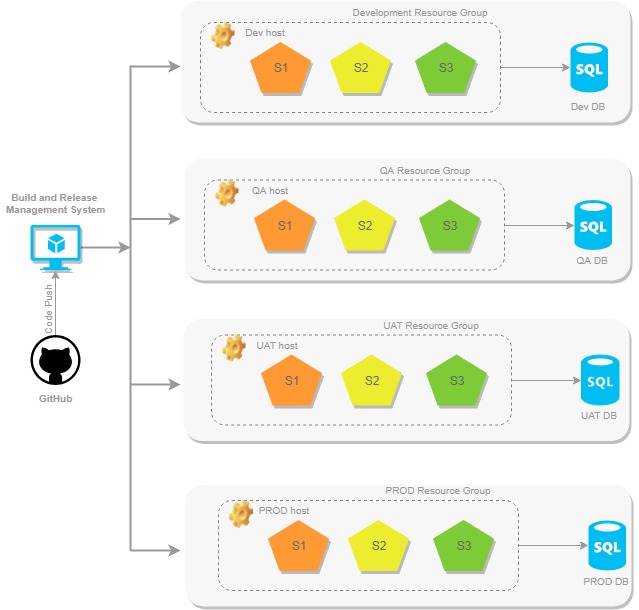 Development Resource Group
Dev host
S1
S2
S3
SQL
Dev DB
QA Resource Group
QA host
S1
S2
S3
SQL
QA DB
Build and Release
Management System
Code Push
GitHub
UAT Resource Group
UAT host
S1
S2
S3
SQL
UAT DB
PROD Resource Group
PROD host
S1
S2
S3
SQL
PROD DB